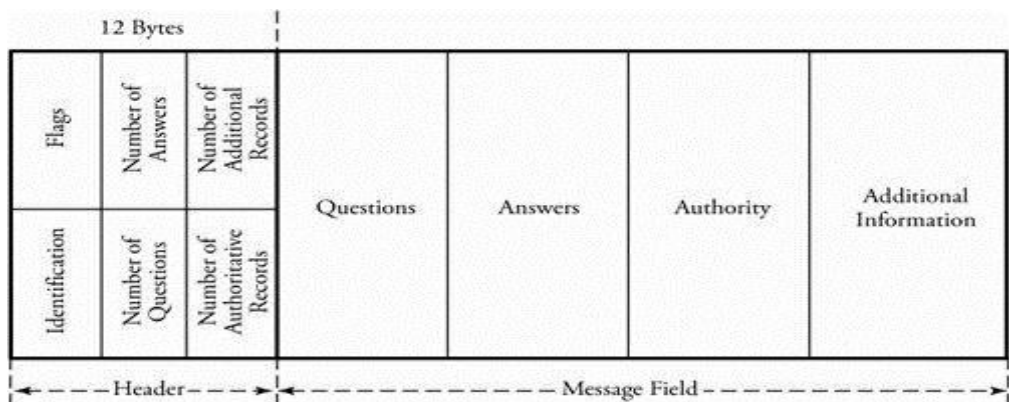 12 Bytes
Flags
Number of
Answers
Number of
Additional
Records
Identification
Number of
Questions
Number of
Authoritative
Records
Questions
Answers
Authority
Additional
Information
Header
Message Field